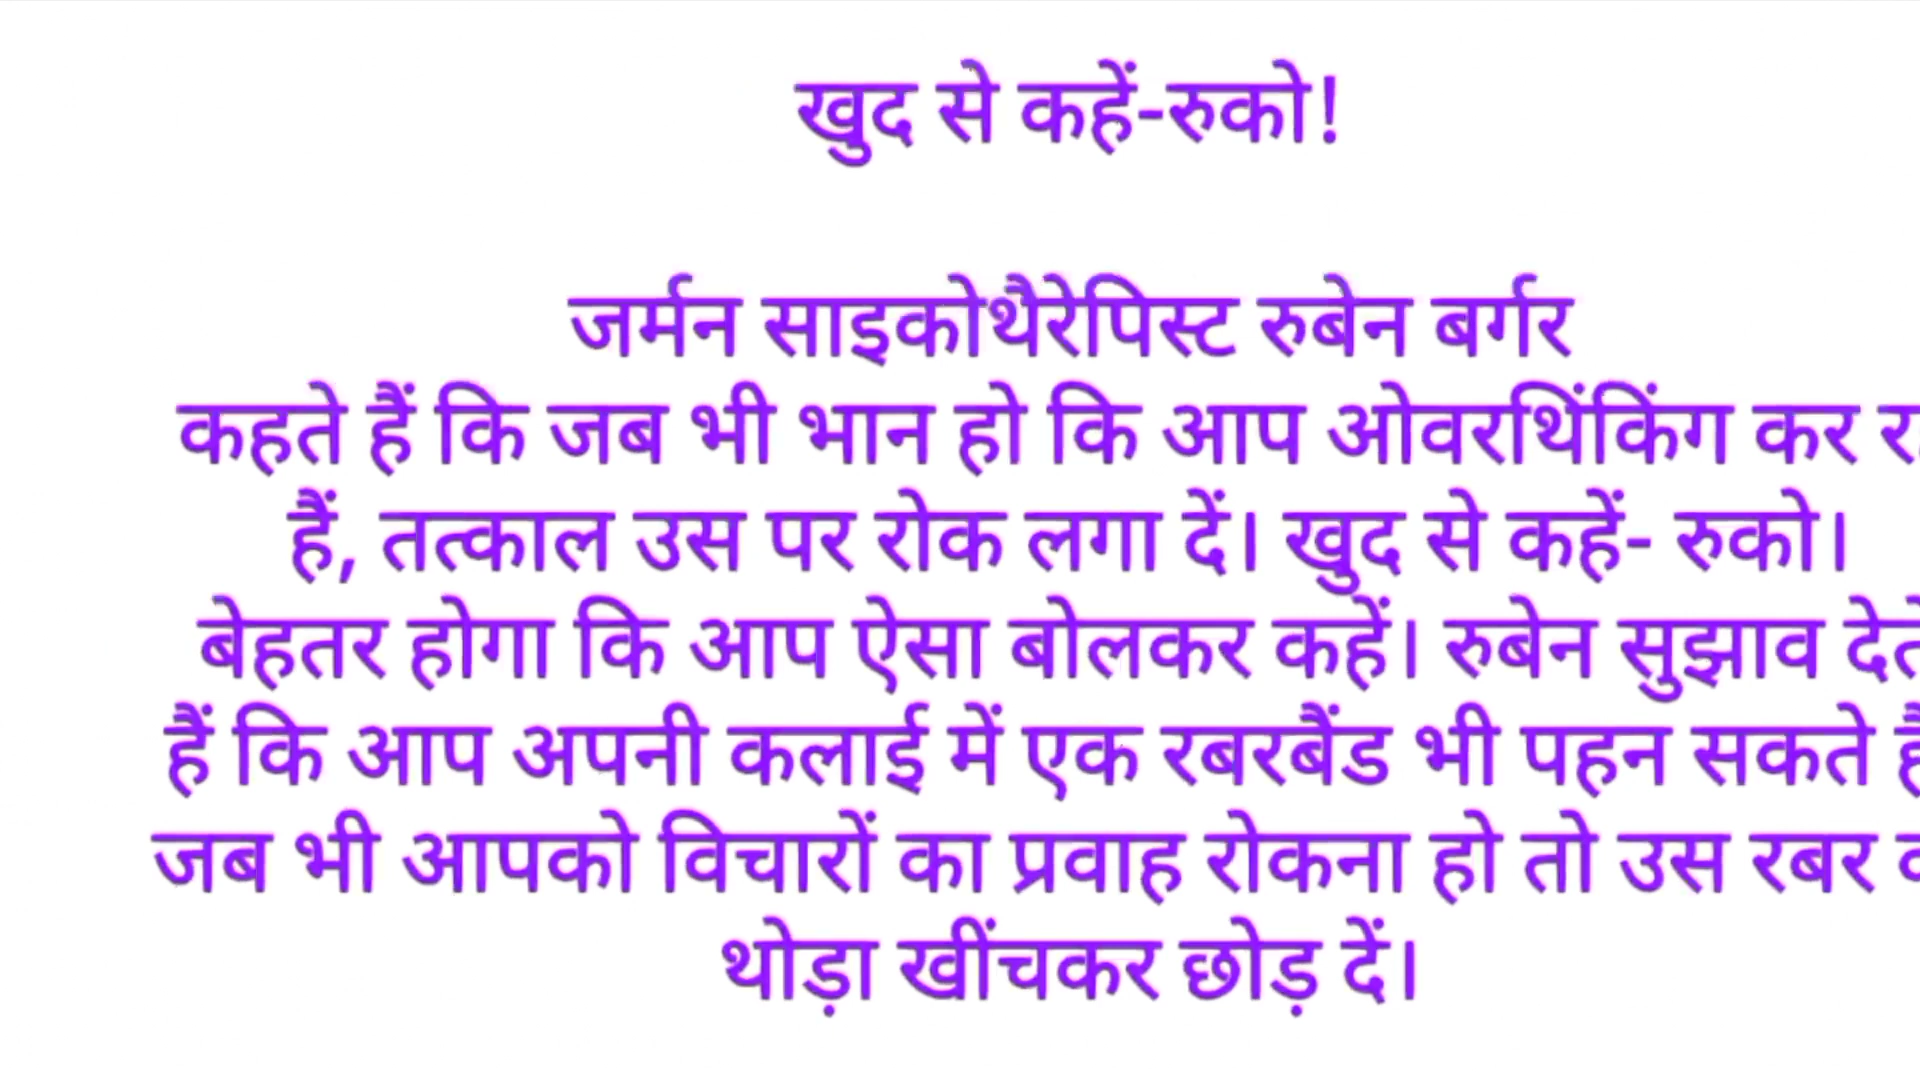 खुद से कहें-रुको!
जर्मन साइकोथैरेपिस्ट रुबेन बर्गर
कहते हैं कि जब भी भान हो कि आप ओवरथिंकिंग कर
हैं, तत्काल उस पर रोक लगा दें। खुद से कहें- रुको।
बेहतर होगा कि आप ऐसा बोलकर कहें। रुबेन सुझाव देते
हैं कि आप अपनी कलाई में एक रबरबैंड भी पहन सकते
जब भी आपको विचारों का प्रवाह रोकना हो तो उस रबर
थोड़ा खींचकर छोड़ दें।